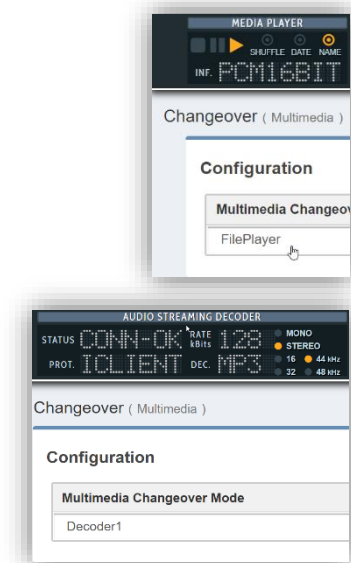 MEDIA PLAYER
SHUFFLE DATE NAME
INF. PCM16BIT
Changeover ( Multimedia )
Configuration
Multimedia Changeov
FilePlayer
AUDIO STREAMING DECODER
STATUS CONN-OK RATE kBits 128 MONO STEREO
PROT. ICLIENT DEC. MP3 16 44 kHz 32 48 kHz
Changeover ( Multimedia )
Configuration
Multimedia Changeover Mode
Decoder1